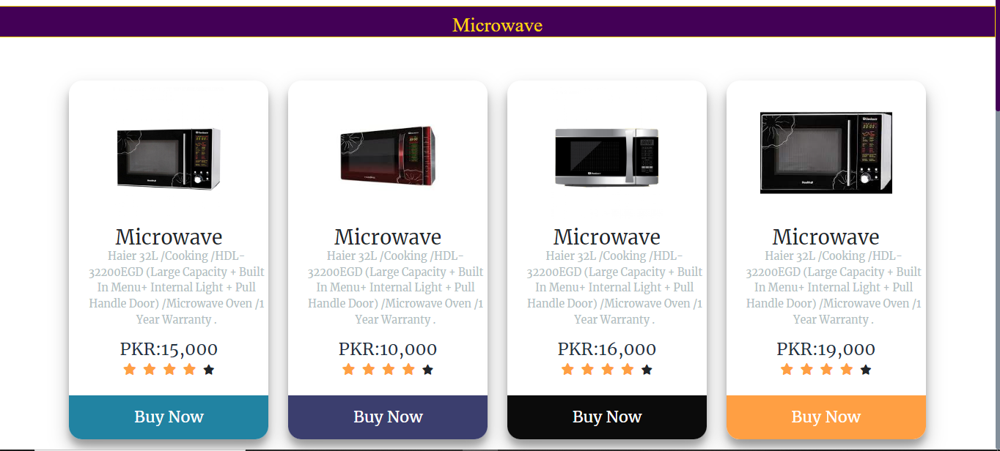 Microwave
Microwave
Haier 32L /Cooking /HDL-
32200EGD (Large Capacity + Built
In Menu+ Internal Light + Pull
Handle Door) /Microwave Oven /1
Year Warranty .
PKR:15,000
Buy Now
Microwave
Haier 32L /Cooking /HDL-
32200EGD (Large Capacity + Built
In Menu+ Internal Light + Pull
Handle Door) /Microwave Oven /1
Year Warranty .
PKR:10,000
Buy Now
Microwave
Haier 32L /Cooking /HDL-
32200EGD (Large Capacity + Built
In Menu+ Internal Light + Pull
Handle Door) /Microwave Oven /1
Year Warranty .
PKR:16,000
Buy Now
Microwave
Haier 32L /Cooking /HDL-
32200EGD (Large Capacity + Built
In Menu+ Internal Light + Pull
Handle Door) /Microwave Oven /1
Year Warranty .
PKR:19,000
Buy Now